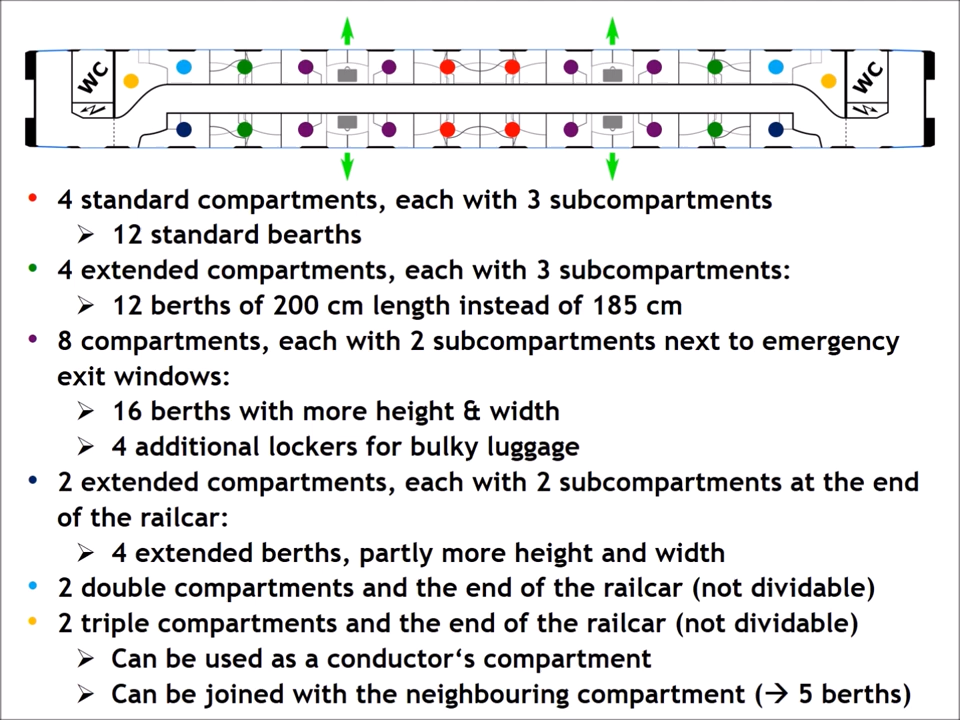 WC
WC
• 4 standard compartments, each with 3 subcompartments
➢ 12 standard bearths
• 4 extended compartments, each with 3 subcompartments:
➢ 12 berths of 200 cm length instead of 185 cm
• 8 compartments, each with 2 subcompartments next to emergency
exit windows:
➢ 16 berths with more height & width
➢ 4 additional lockers for bulky luggage
• 2 extended compartments, each with 2 subcompartments at the end
of the railcar:
➢ 4 extended berths, partly more height and width
• 2 double compartments and the end of the railcar (not dividable)
• 2 triple compartments and the end of the railcar (not dividable)
➢ Can be used as a conductor‘s compartment
➢ Can be joined with the neighbouring compartment (→ 5 berths)